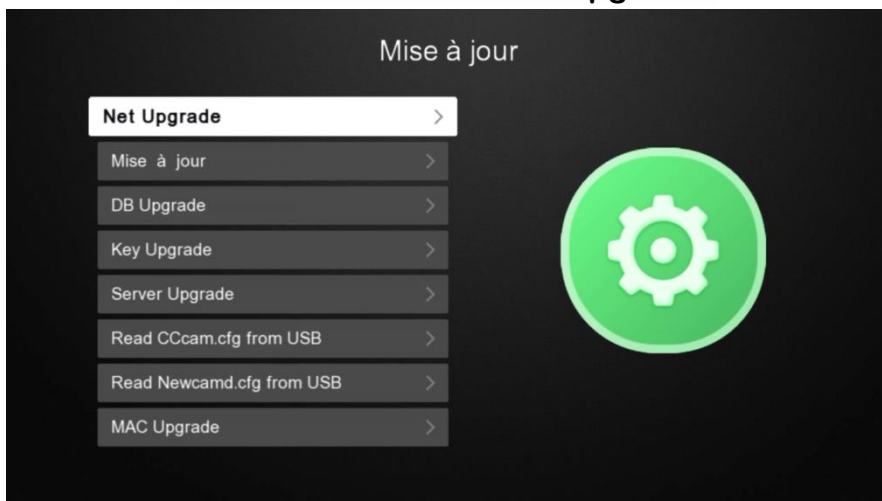 Mise à jour
Net Upgrade
Mise à jour
DB Upgrade
Key Upgrade
Server Upgrade
Read CCcam.cfg from USB
Read Newcamd.cfg from USB
MAC Upgrade